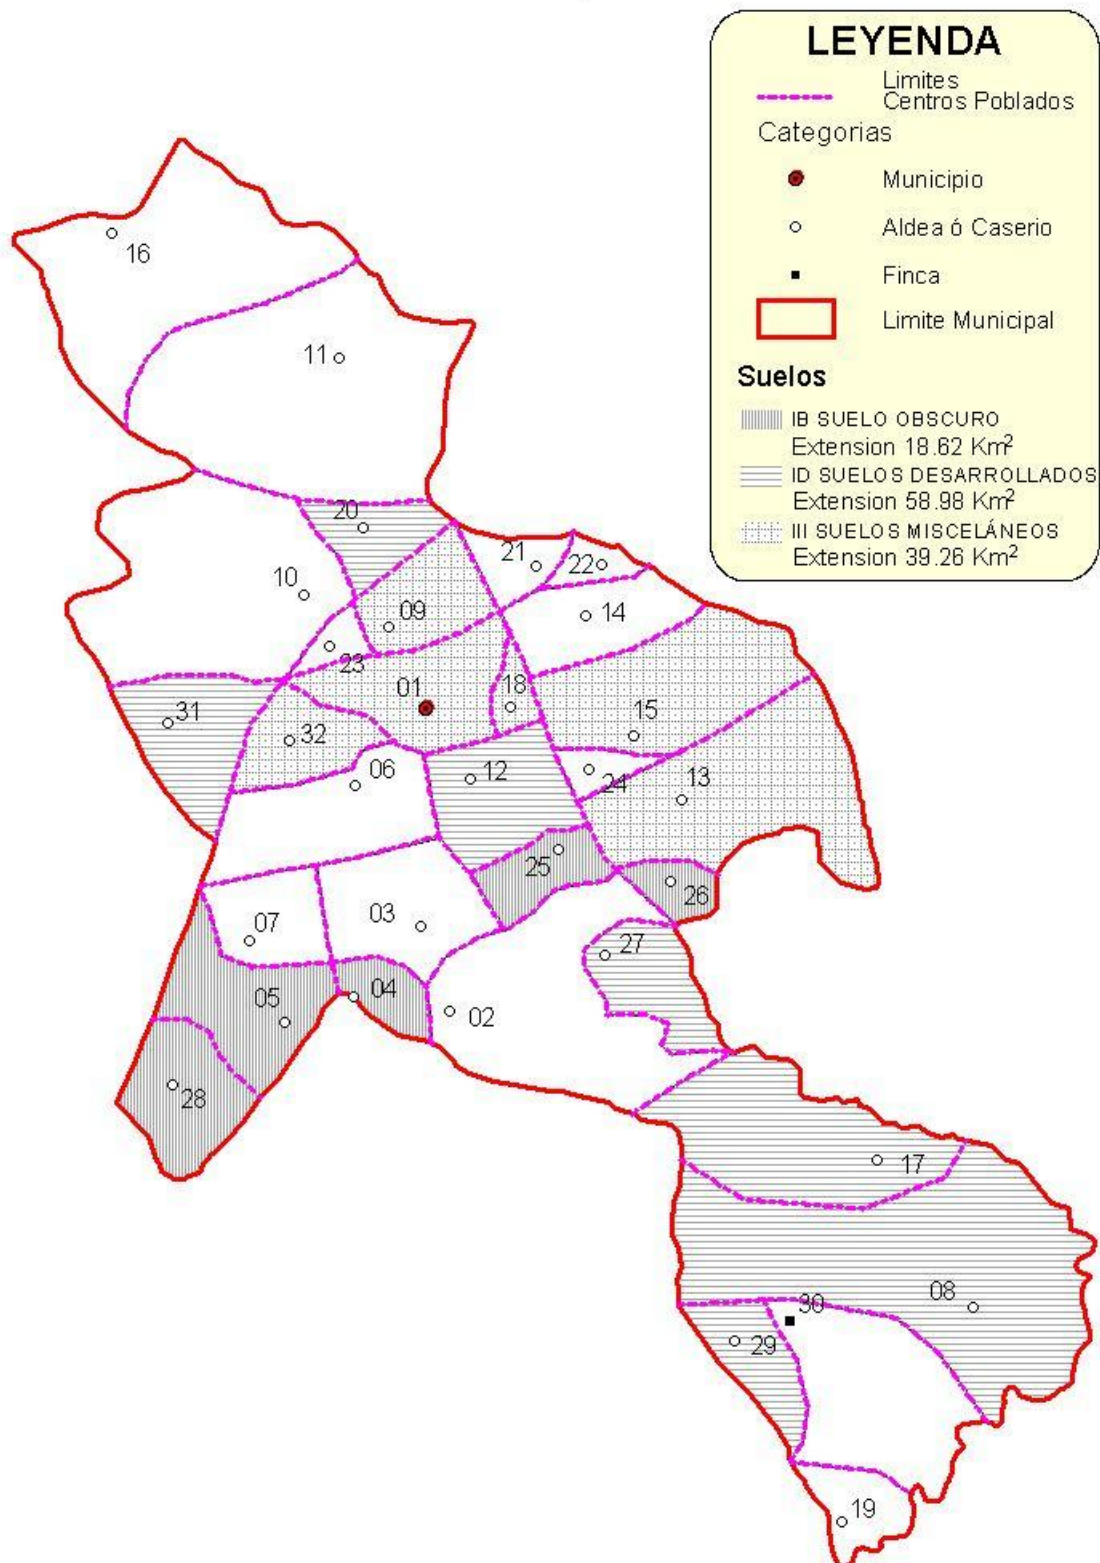 LEYENDA
Limites
Centros Poblados
Categorias
Municipio
Aldea ó Caserio
Finca
Limite Municipal
Suelos
IB SUELO OBSCURO
Extension 18.62 Km²
ID SUELOS DESARROLLADOS
Extension 58.98 Km²
III SUELOS MISCELÁNEOS
Extension 39.26 Km²
16
11
20
21
22
10
09
14
23
01
18
31
32
15
06
12
24
13
25
26
03
07
27
04
05
02
28
17
08
30
29
19